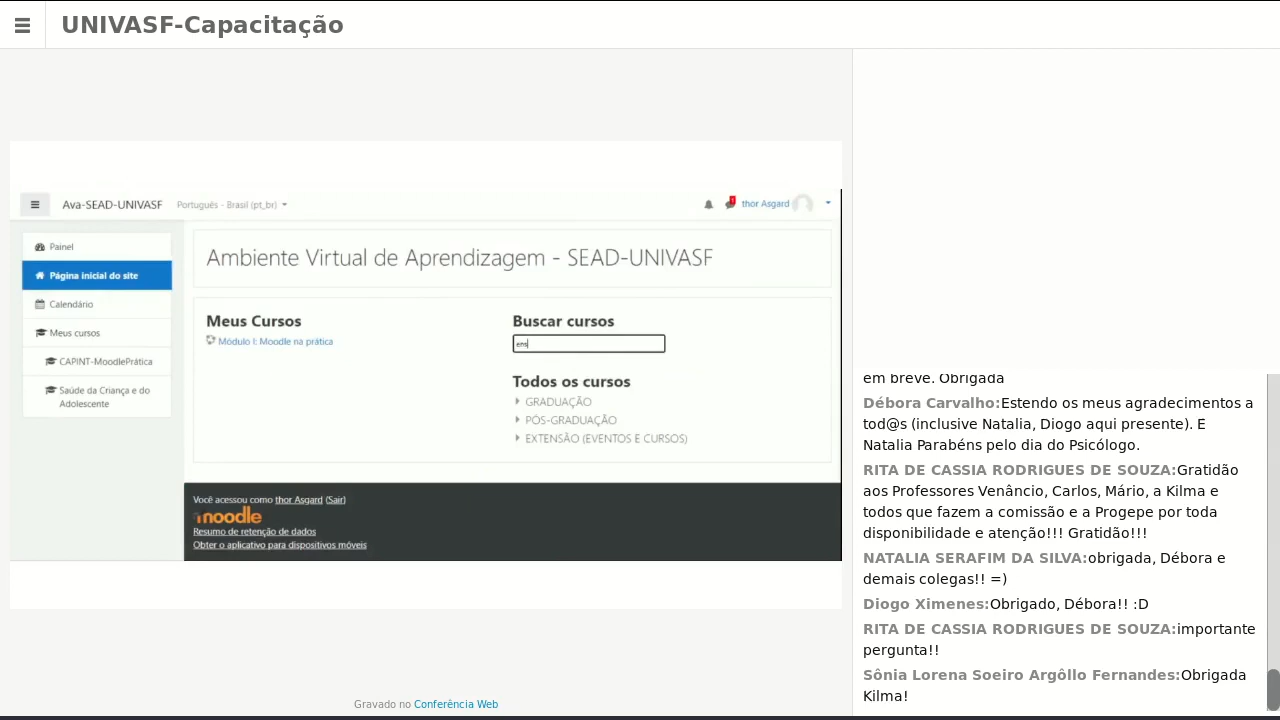 UNIVASF-Capacitação
Ava-SEAD-UNIVASF
Português - Brasil (pt_br)
thor Asgard
Painel
Página inicial do site
Calendário
Meus cursos
CAPINT-MoodlePrática
Saúde da Criança e do
Adolescente
Ambiente Virtual de Aprendizagem - SEAD-UNIVASF
Meus Cursos
Módulo I: Moodle na prática
Buscar cursos
ens
Todos os cursos
GRADUAÇÃO
PÓS-GRADUAÇÃO
EXTENSÃO (EVENTOS E CURSOS)
Você acessou como thor Asgard (Sair)
moodle
Resumo de retenção de dados
Obter o aplicativo para dispositivos móveis
Gravado no Conferência Web
em breve. Obrigada
Débora Carvalho:Estendo os meus agradecimentos a
tod@s (inclusive Natalia, Diogo aqui presente). E
Natalia Parabéns pelo dia do Psicólogo.
RITA DE CASSIA RODRIGUES DE SOUZA:Gratidão
aos Professores Venâncio, Carlos, Mário, a Kilma e
todos que fazem a comissão e a Progepe por toda
disponibilidade e atenção!!! Gratidão!!!
NATALIA SERAFIM DA SILVA:obrigada, Débora e
demais colegas!! =)
Diogo Ximenes:Obrigado, Débora!! :D
RITA DE CASSIA RODRIGUES DE SOUZA:importante
pergunta!!
Sônia Lorena Soeiro Argôllo Fernandes:Obrigada
Kilma!